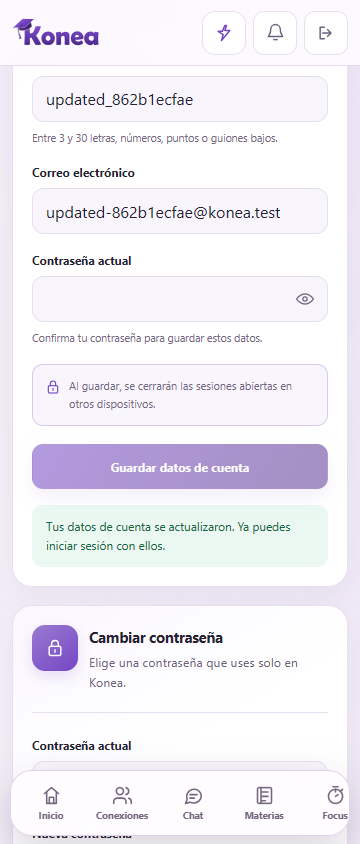 Konea
updated_862b1ecfae
Entre 3 y 30 letras, números, puntos o guiones bajos.
Correo electrónico
updated-862b1ecfae@konea.test
Contraseña actual
Confirma tu contraseña para guardar estos datos.
Al guardar, se cerrarán las sesiones abiertas en
otros dispositivos.
Guardar datos de cuenta
Tus datos de cuenta se actualizaron. Ya puedes
iniciar sesión con ellos.
Cambiar contraseña
Elige una contraseña que uses solo en
Konea.
Contraseña actual
Inicio
Conexiones
Chat
Materias
Focus
Nueva contraseña